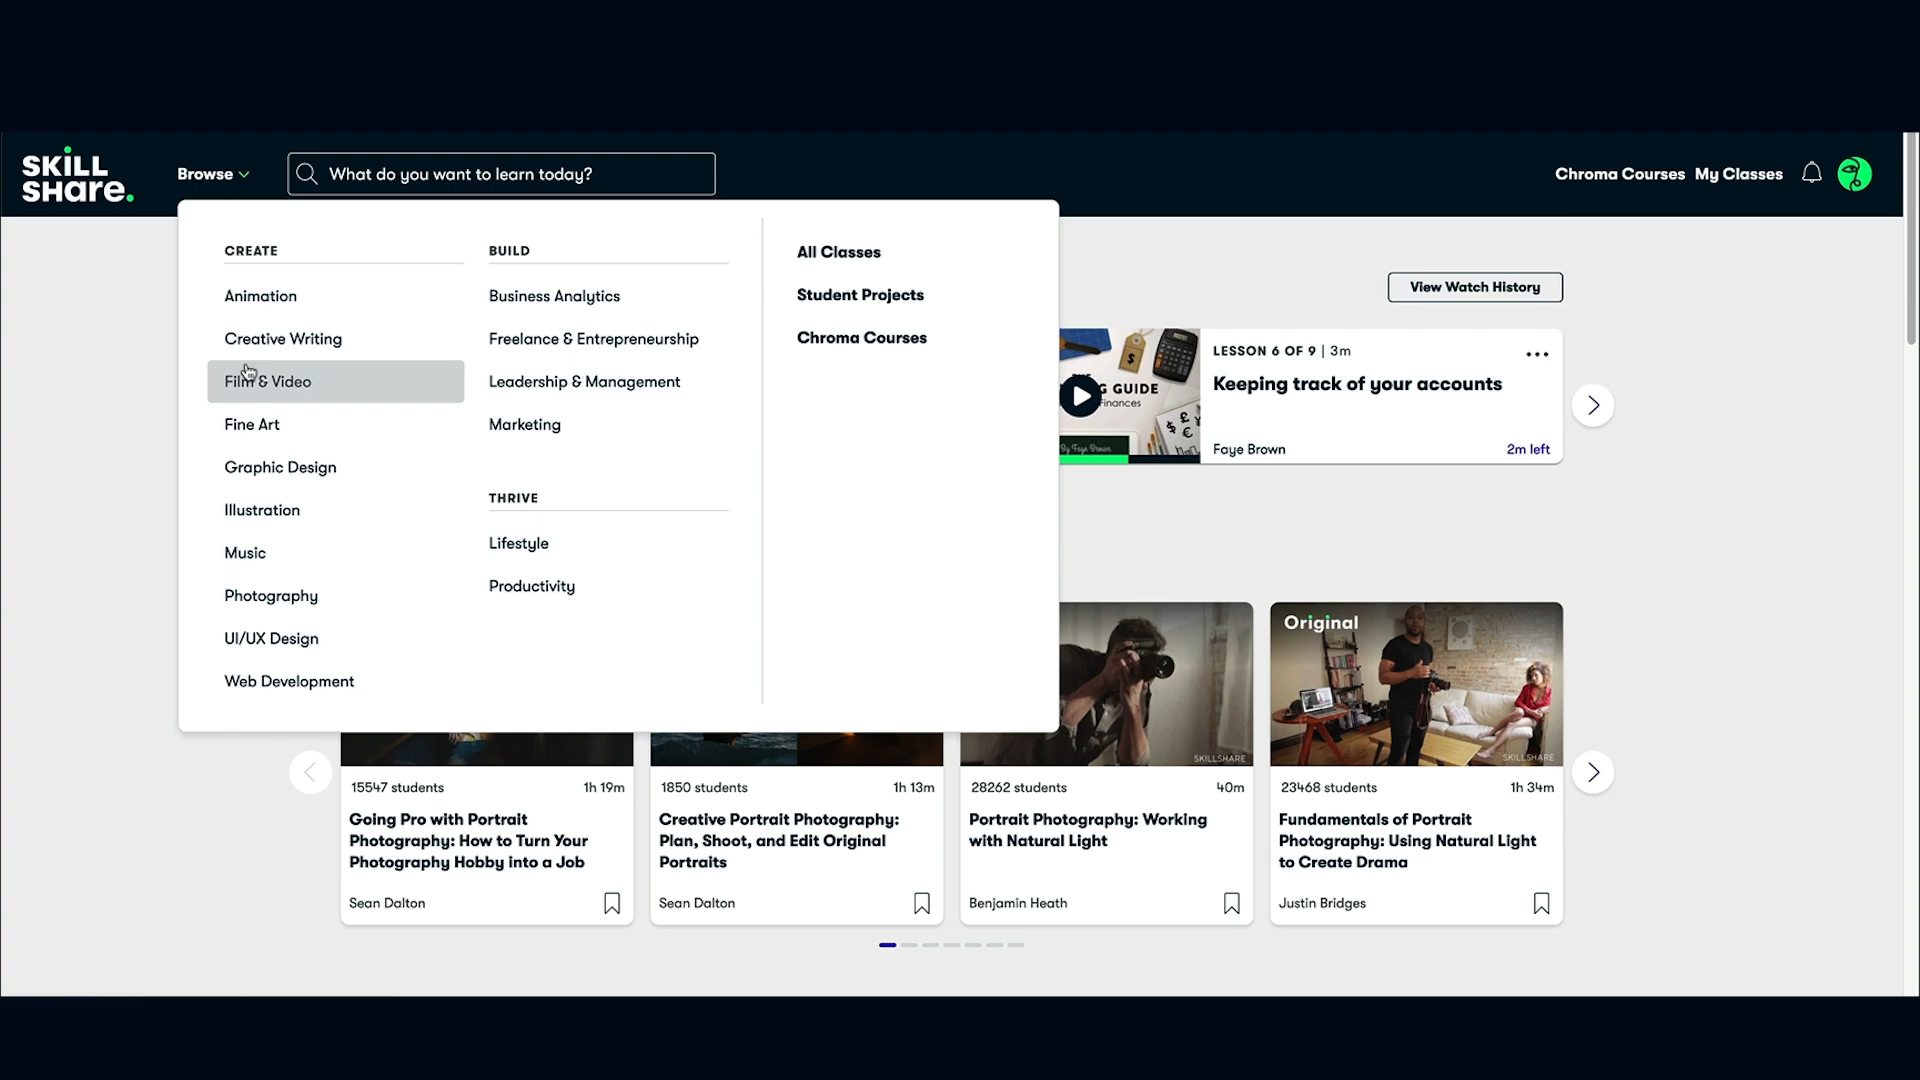 SKiLL
SHare.
Browse
What do you want to learn today?
Chroma Courses
My Classes
CREATE
Animation
Creative Writing
Film & Video
Fine Art
Graphic Design
Illustration
Music
Photography
UI/UX Design
Web Development
BUILD
Business Analytics
Freelance & Entrepreneurship
Leadership & Management
Marketing
THRIVE
Lifestyle
Productivity
All Classes
Student Projects
Chroma Courses
View Watch History
G GUIDE
Finances
By Faye Brown
LESSON 6 OF 9 | 3m
Keeping track of your accounts
Faye Brown
2m left
SKILLSHARE
Original
SKILLSHARE
15547 students
1h 19m
Going Pro with Portrait
Photography: How to Turn Your
Photography Hobby into a Job
Sean Dalton
1850 students
1h 13m
Creative Portrait Photography:
Plan, Shoot, and Edit Original
Portraits
Sean Dalton
28262 students
40m
Portrait Photography: Working
with Natural Light
Benjamin Heath
23468 students
1h 34m
Fundamentals of Portrait
Photography: Using Natural Light
to Create Drama
Justin Bridges